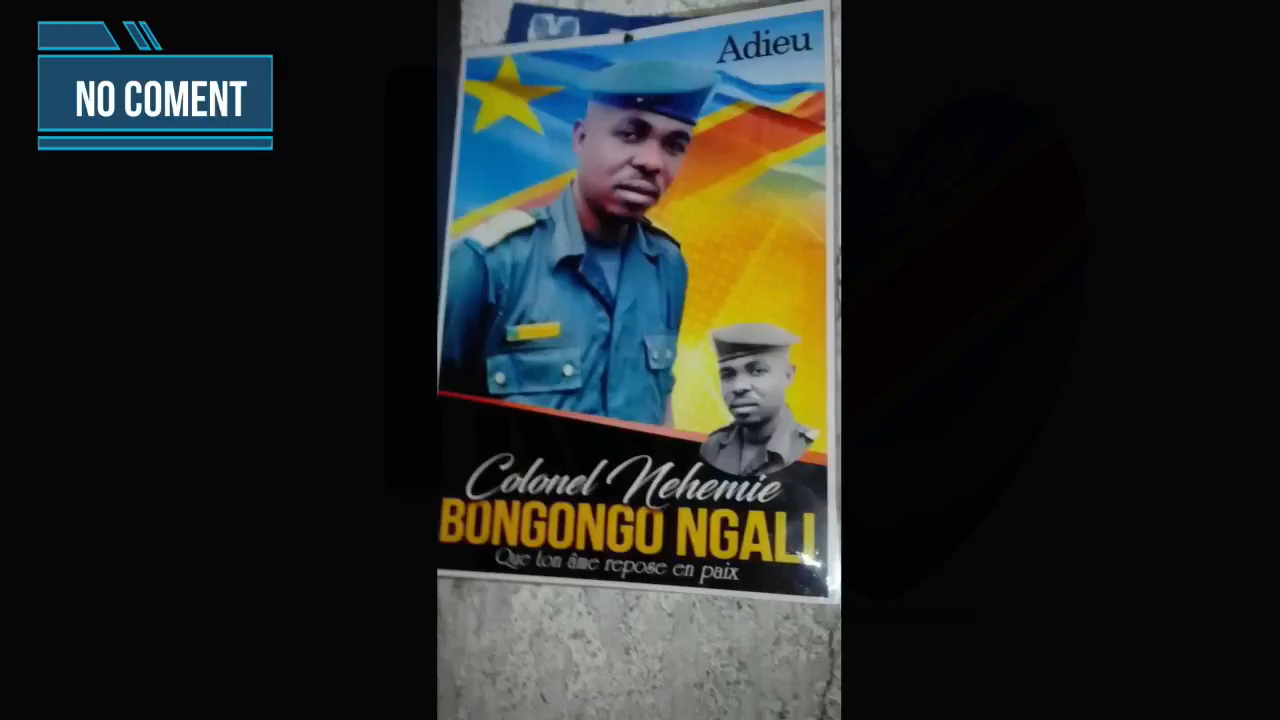 NO COMENT
Adieu
Colonel Nehemie
BONGONGO NGALI
Que ton âme repose en paix